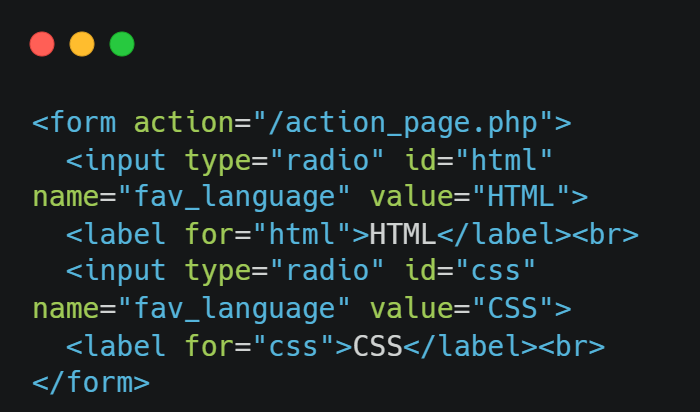 <form action="/action_page.php">
  <input type="radio" id="html"
name="fav_language" value="HTML">
  <label for="html">HTML</label><br>
  <input type="radio" id="css"
name="fav_language" value="CSS">
  <label for="css">CSS</label><br>
</form>